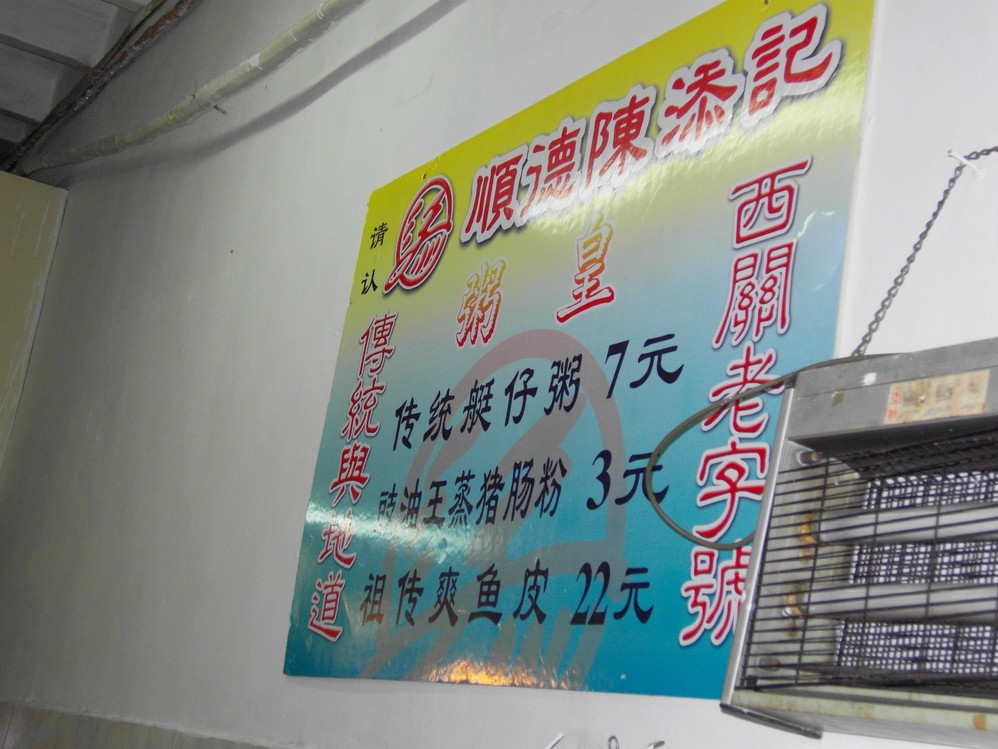 順德陳添記
请认
粥皇
西關老字號
傳統與地道
传统艇仔粥 7元
豉油王蒸猪肠粉 3元
祖传爽鱼皮 22元